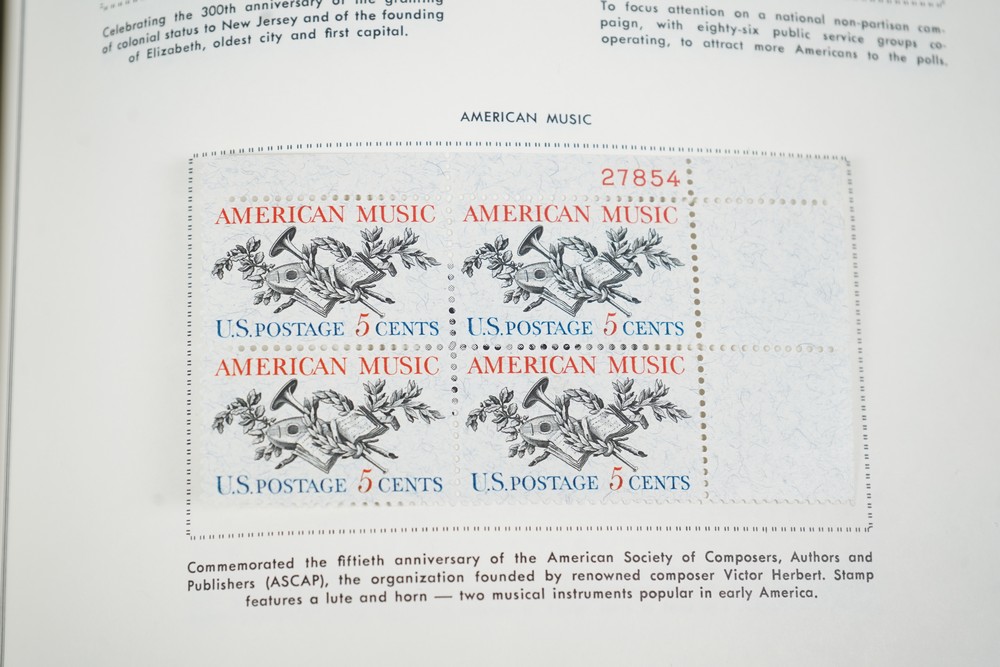 Celebrating the 300th anniversary of the granting
of colonial status to New Jersey and of the founding
of Elizabeth, oldest city and first capital.
To focus attention on a national non-partison cam-
paign, with eighty-six public service groups co-
operating, to attract more Americans to the polls.
AMERICAN MUSIC
27854
AMERICAN MUSIC
U.S. POSTAGE 5 CENTS
AMERICAN MUSIC
U.S. POSTAGE 5 CENTS
AMERICAN MUSIC
U.S. POSTAGE 5 CENTS
AMERICAN MUSIC
U.S. POSTAGE 5 CENTS
Commemorated the fiftieth anniversary of the American Society of Composers, Authors and
Publishers (ASCAP), the organization founded by renowned composer Victor Herbert. Stamp
features a lute and horn — two musical instruments popular in early America.